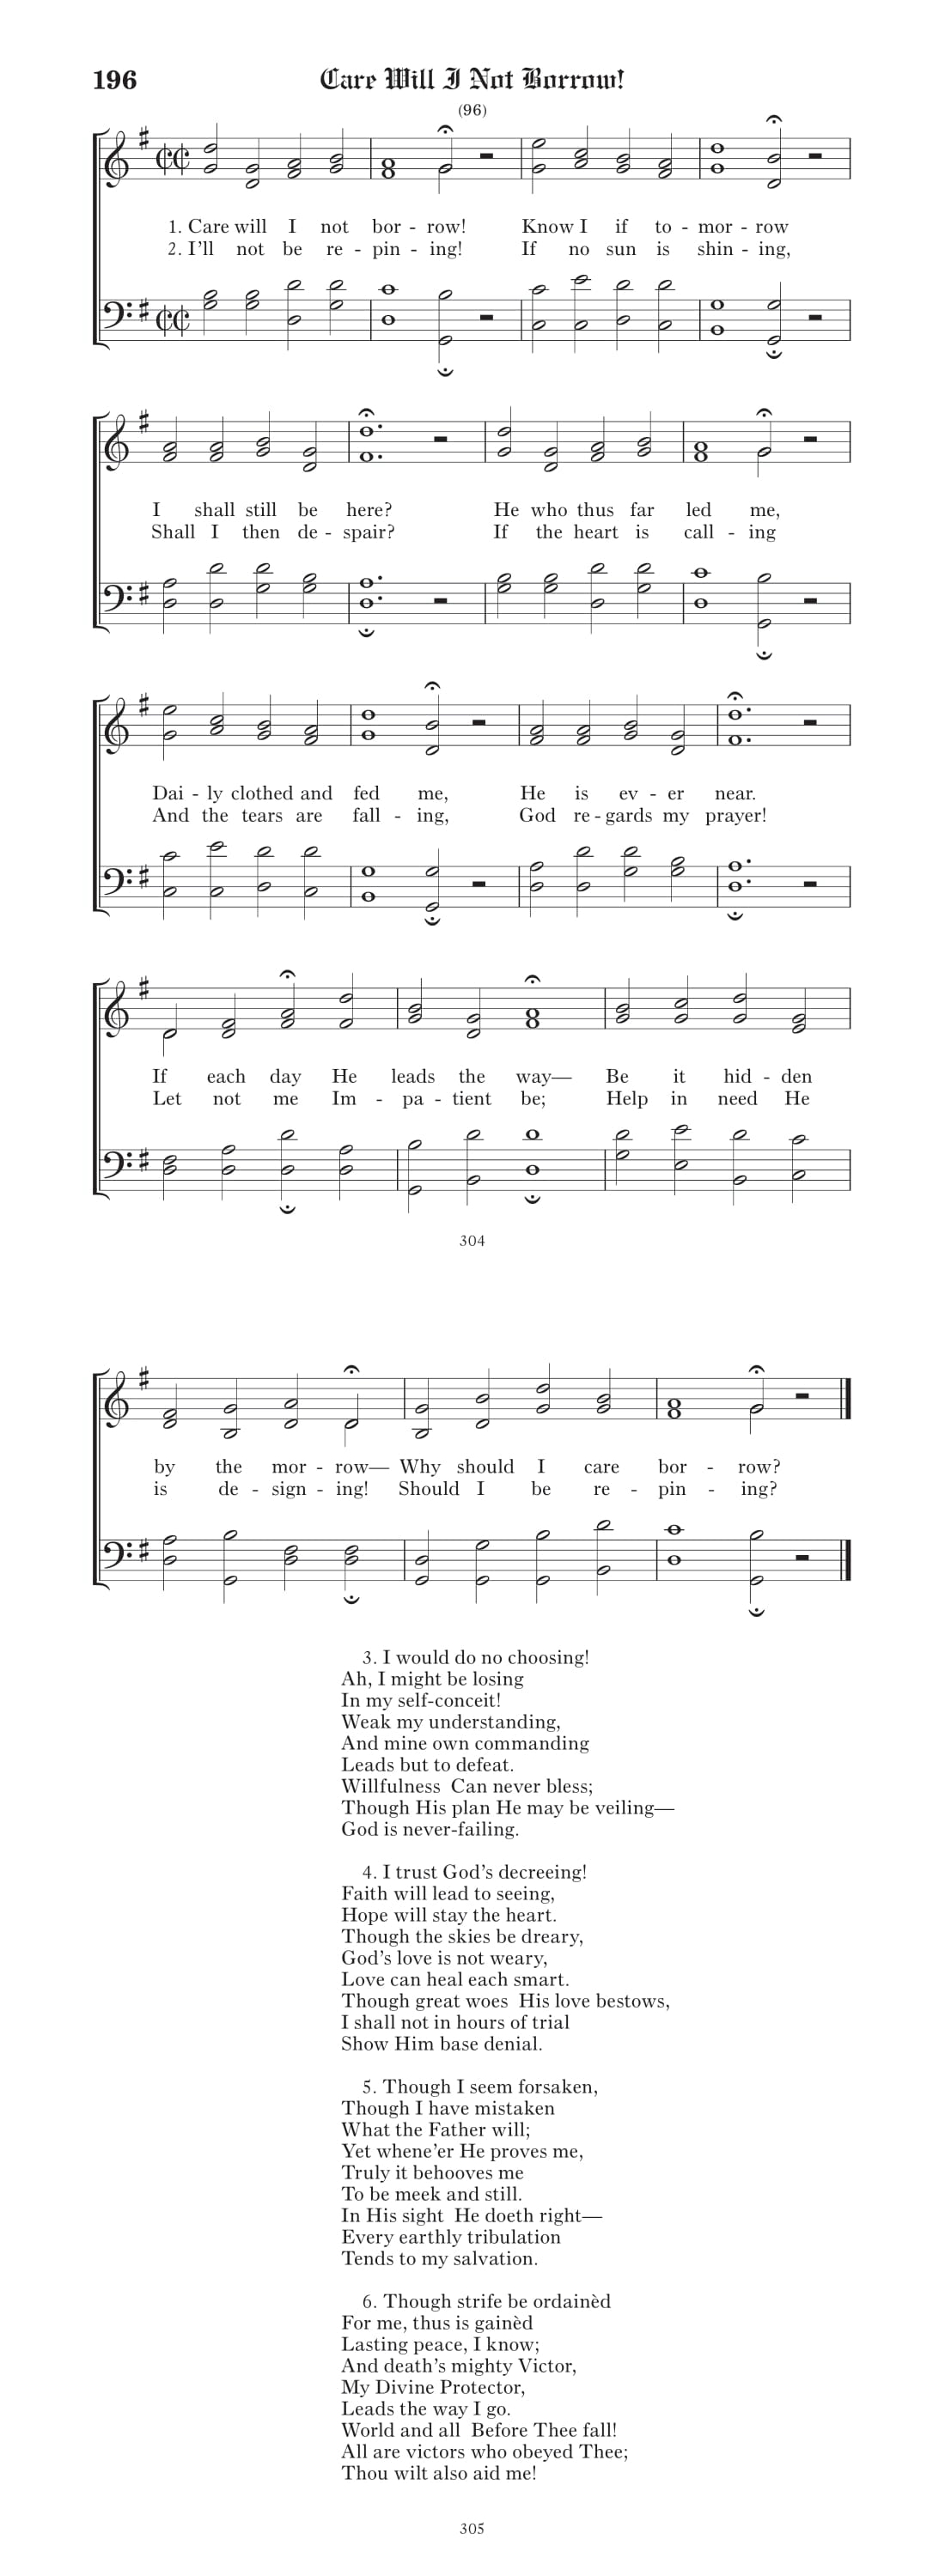 196
Care Will I Not Borrow!
(96)
1. Care will I not bor - row! Know I if to - mor - row
2. I’ll not be re - pin - ing! If no sun is shin - ing,
I shall still be here? He who thus far led me,
Shall I then de - spair? If the heart is call - ing
Dai - ly clothed and fed me, He is ev - er near.
And the tears are fall - ing, God re - gards my prayer!
If each day He leads the way— Be it hid - den
Let not me Im - pa - tient be; Help in need He
304
by the mor - row— Why should I care bor - row?
is de - sign - ing! Should I be re - pin - ing?
3. I would do no choosing!
Ah, I might be losing
In my self-conceit!
Weak my understanding,
And mine own commanding
Leads but to defeat.
Willfulness Can never bless;
Though His plan He may be veiling—
God is never-failing.
4. I trust God’s decreeing!
Faith will lead to seeing,
Hope will stay the heart.
Though the skies be dreary,
God’s love is not weary,
Love can heal each smart.
Though great woes His love bestows,
I shall not in hours of trial
Show Him base denial.
5. Though I seem forsaken,
Though I have mistaken
What the Father will;
Yet whene’er He proves me,
Truly it behooves me
To be meek and still.
In His sight He doeth right—
Every earthly tribulation
Tends to my salvation.
6. Though strife be ordainèd
For me, thus is gainèd
Lasting peace, I know;
And death’s mighty Victor,
My Divine Protector,
Leads the way I go.
World and all Before Thee fall!
All are victors who obeyed Thee;
Thou wilt also aid me!
305